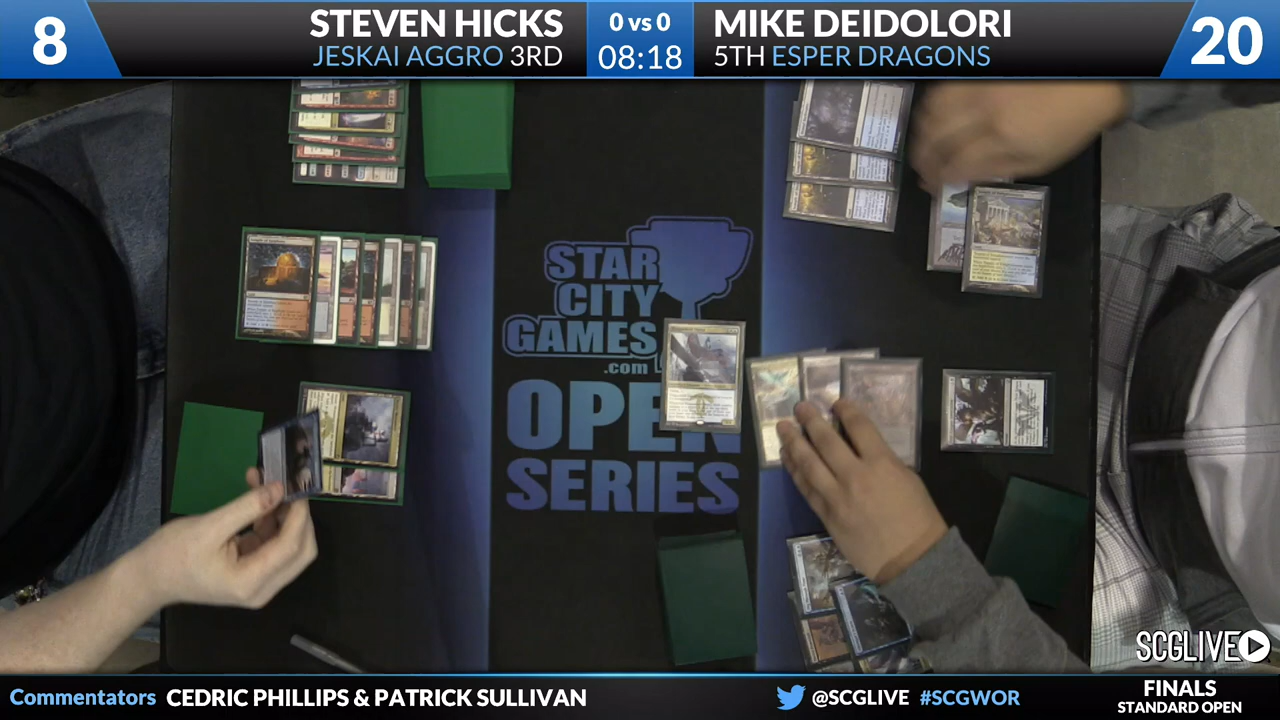 8
STEVEN HICKS
JESKAI AGGRO 3RD
0 vs 0
08:18
MIKE DEIDOLORI
5TH ESPER DRAGONS
20
STAR
CITY
GAMES
.com
OPEN
SERIES
SCGLIVE
Commentators CEDRIC PHILLIPS & PATRICK SULLIVAN
@SCGLIVE #SCGWOR
FINALS
STANDARD OPEN